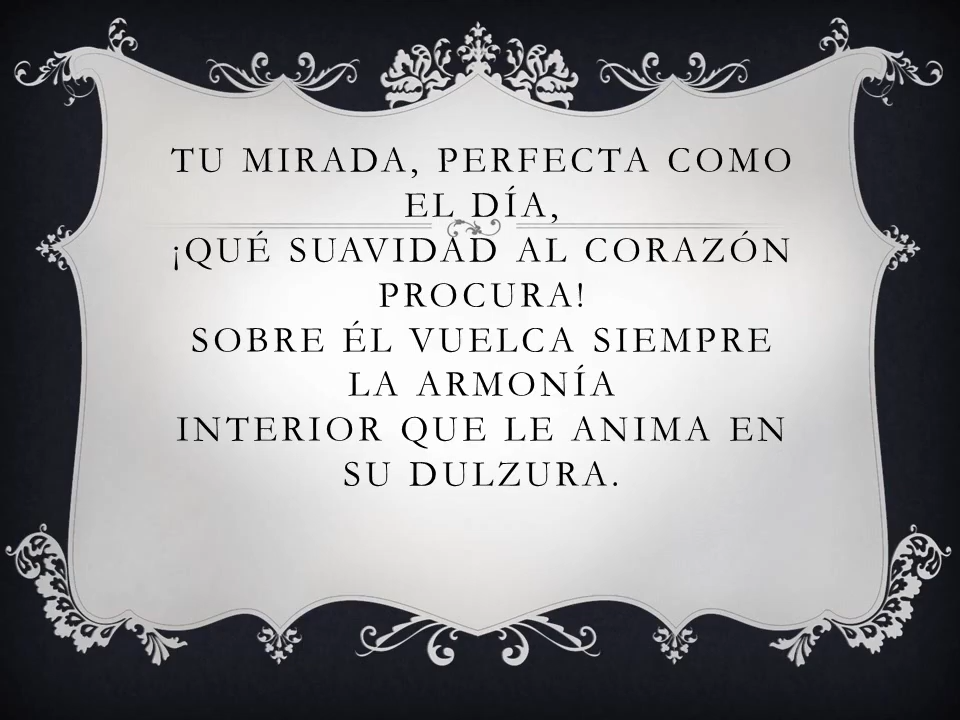 TU MIRADA, PERFECTA COMO
EL DÍA,
¡QUÉ SUAVIDAD AL CORAZÓN
PROCURA!
SOBRE ÉL VUELCA SIEMPRE
LA ARMONÍA
INTERIOR QUE LE ANIMA EN
SU DULZURA.